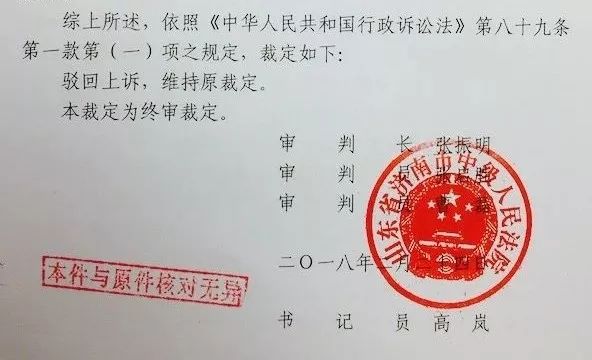 综上所述，依照《中华人民共和国行政诉讼法》第八十九条
第一款第（一）项之规定，裁定如下：
驳回上诉，维持原裁定。
本裁定为终审裁定。
审 判 长 张振明
审 判 员
审 判 员
山东省济南市中级人民法院
二〇一八年二月二十四日
本件与原件核对无异
书 记 员 高岚